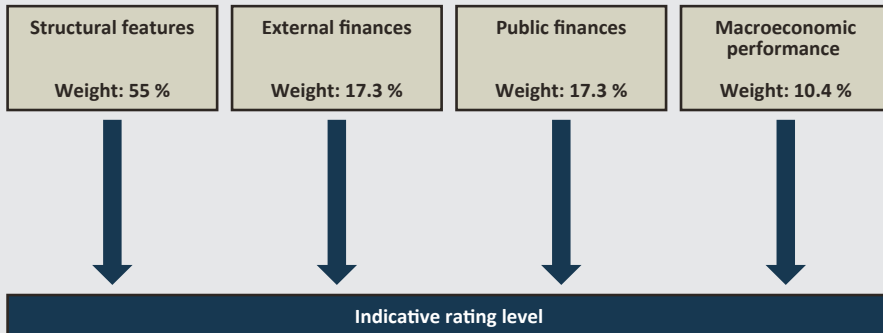 Structural features
Weight: 55 %
External finances
Weight: 17.3 %
Public finances
Weight: 17.3 %
Macroeconomic
performance
Weight: 10.4 %
Indicative rating level